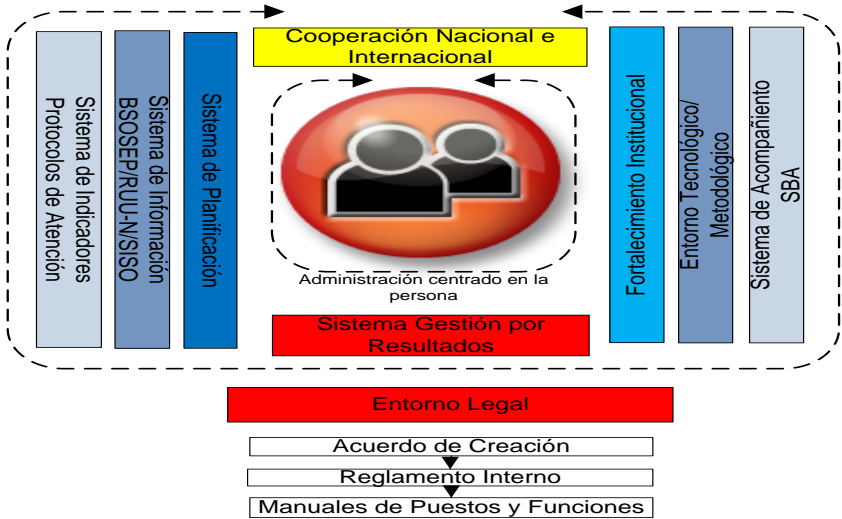 Cooperación Nacional e
Internacional
Sistema de Indicadores
Protocolos de Atención
Sistema de Información
BSOSEP/RUU-N/SISO
Sistema de Planificación
Administración centrado en la
persona
Sistema Gestión por
Resultados
Fortalecimiento Institucional
Entorno Tecnológico/
Metodológico
Sistema de Acompañiento
SBA
Entorno Legal
Acuerdo de Creación
Reglamento Interno
Manuales de Puestos y Funciones